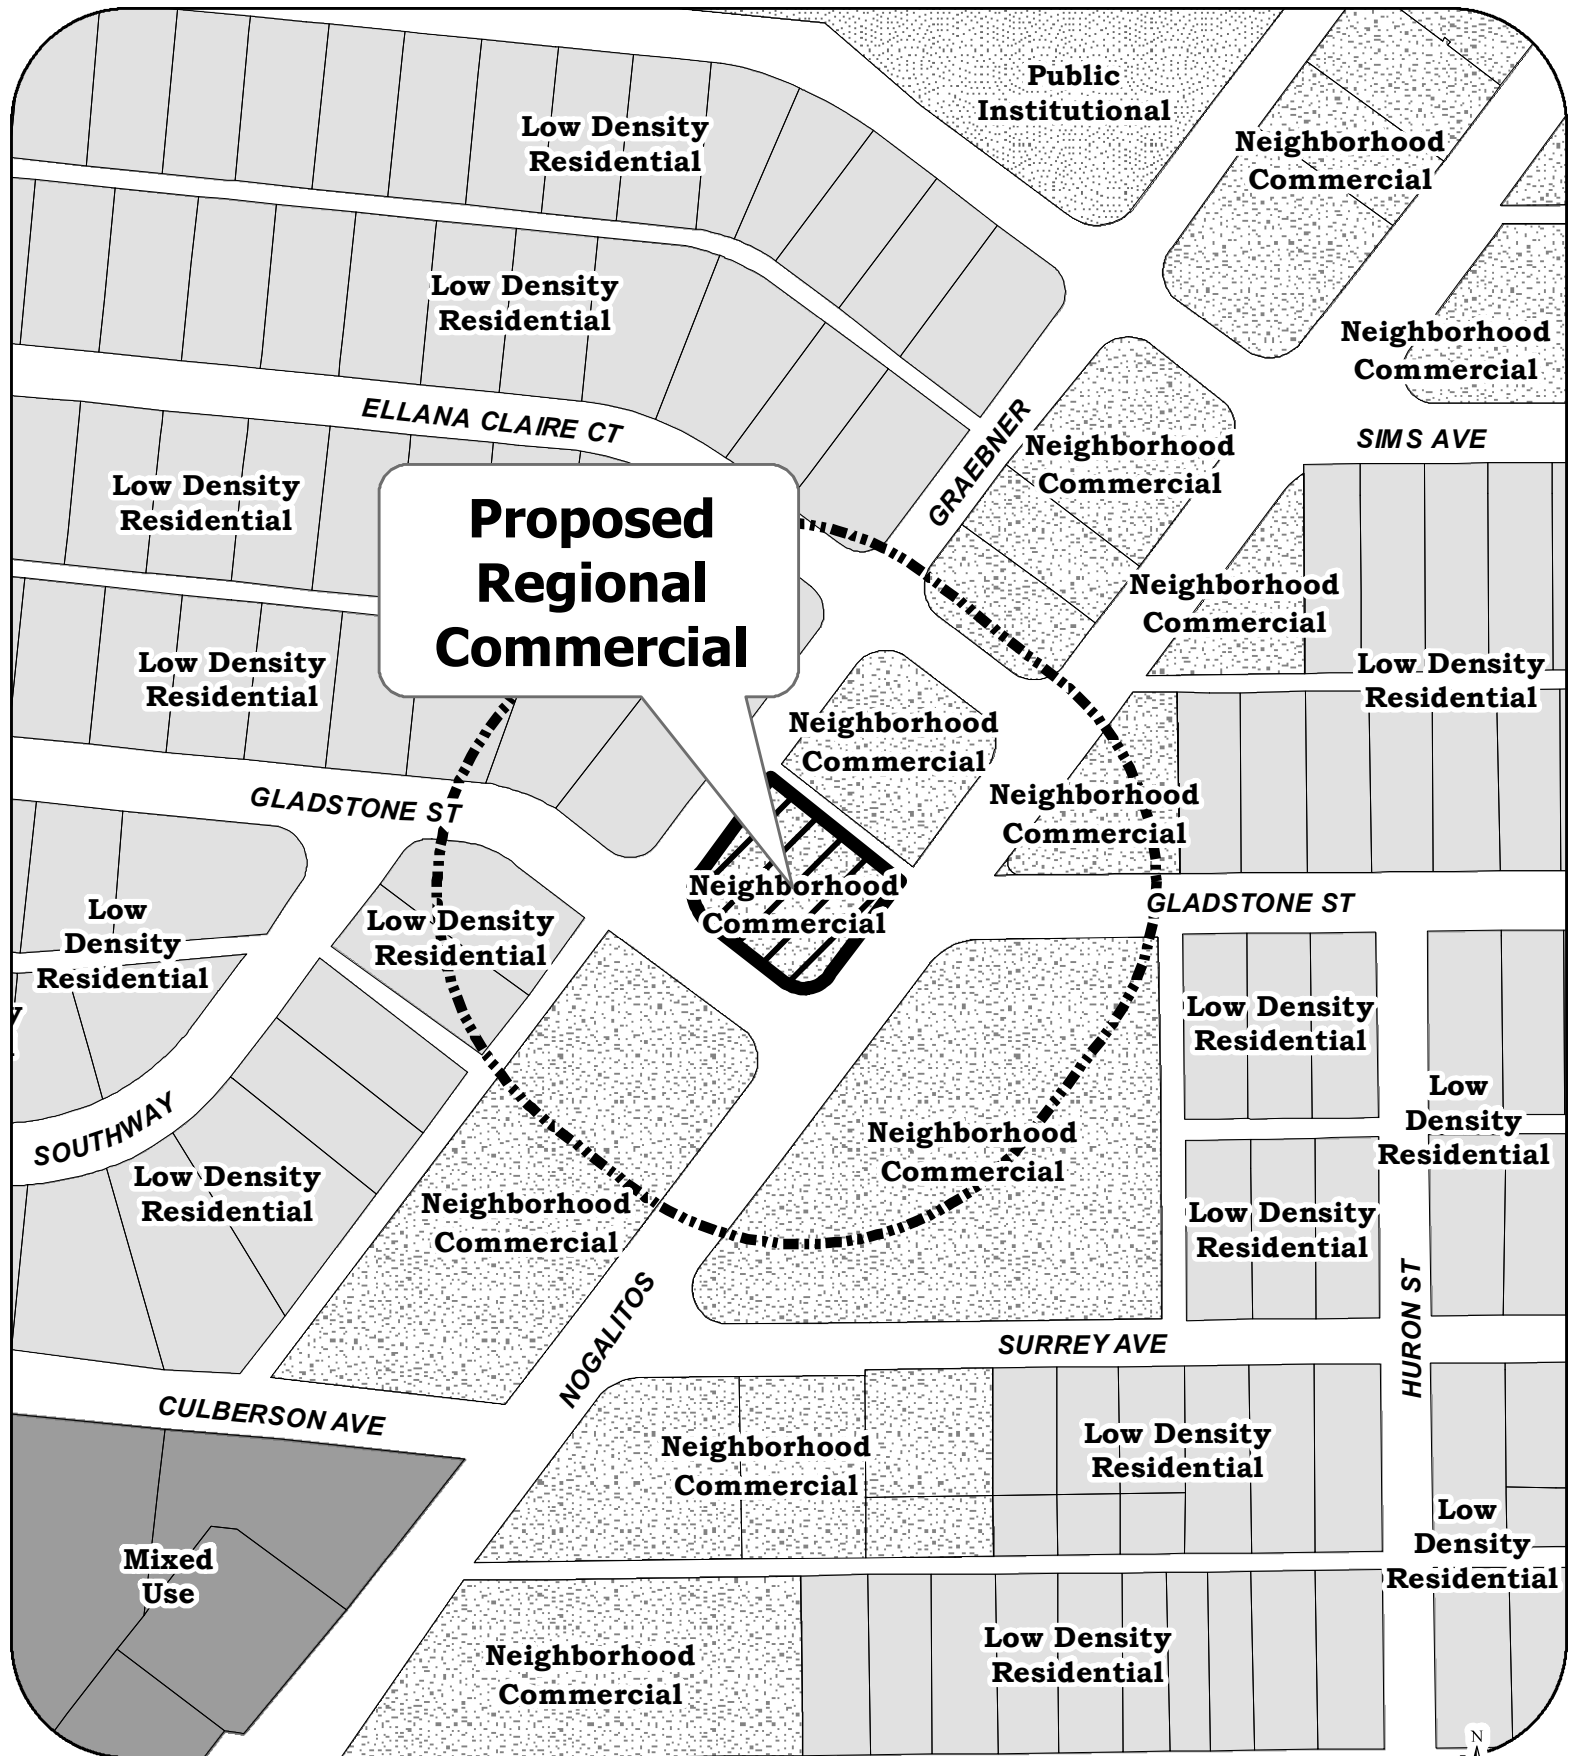 Public
Institutional
Low Density
Residential
Neighborhood
Commercial
Low Density
Residential
Neighborhood
Commercial
ELLANA CLAIRE CT
GRAEBNER
Neighborhood
Commercial
SIMS AVE
Low Density
Residential
Proposed
Regional
Commercial
Neighborhood
Commercial
Low Density
Residential
Low Density
Residential
Neighborhood
Commercial
GLADSTONE ST
Neighborhood
Commercial
Neighborhood
Commercial
GLADSTONE ST
Low
Density
Residential
Low Density
Residential
Low Density
Residential
Low
Density
Residential
SOUTHWAY
Neighborhood
Commercial
Low Density
Residential
Neighborhood
Commercial
Low Density
Residential
NOGALITOS
SURREY AVE
HURON ST
CULBERSON AVE
Neighborhood
Commercial
Low Density
Residential
Low
Density
Residential
Mixed
Use
Neighborhood
Commercial
Low Density
Residential
N